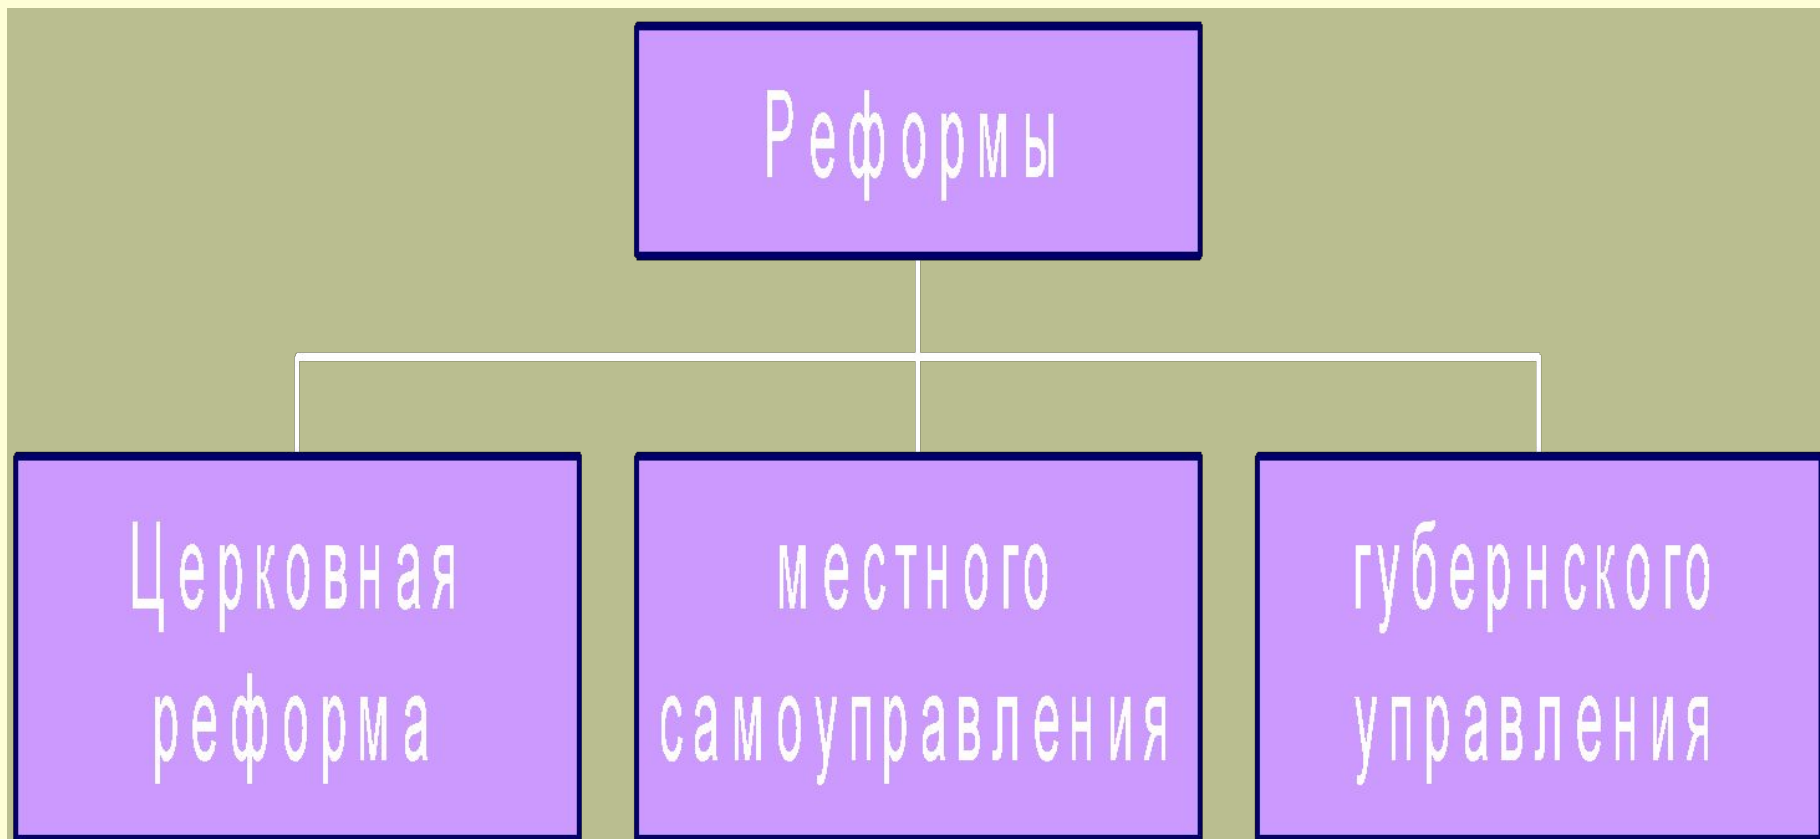 Реформы
Церковная
реформа
местного
самоуправления
губернского
управления